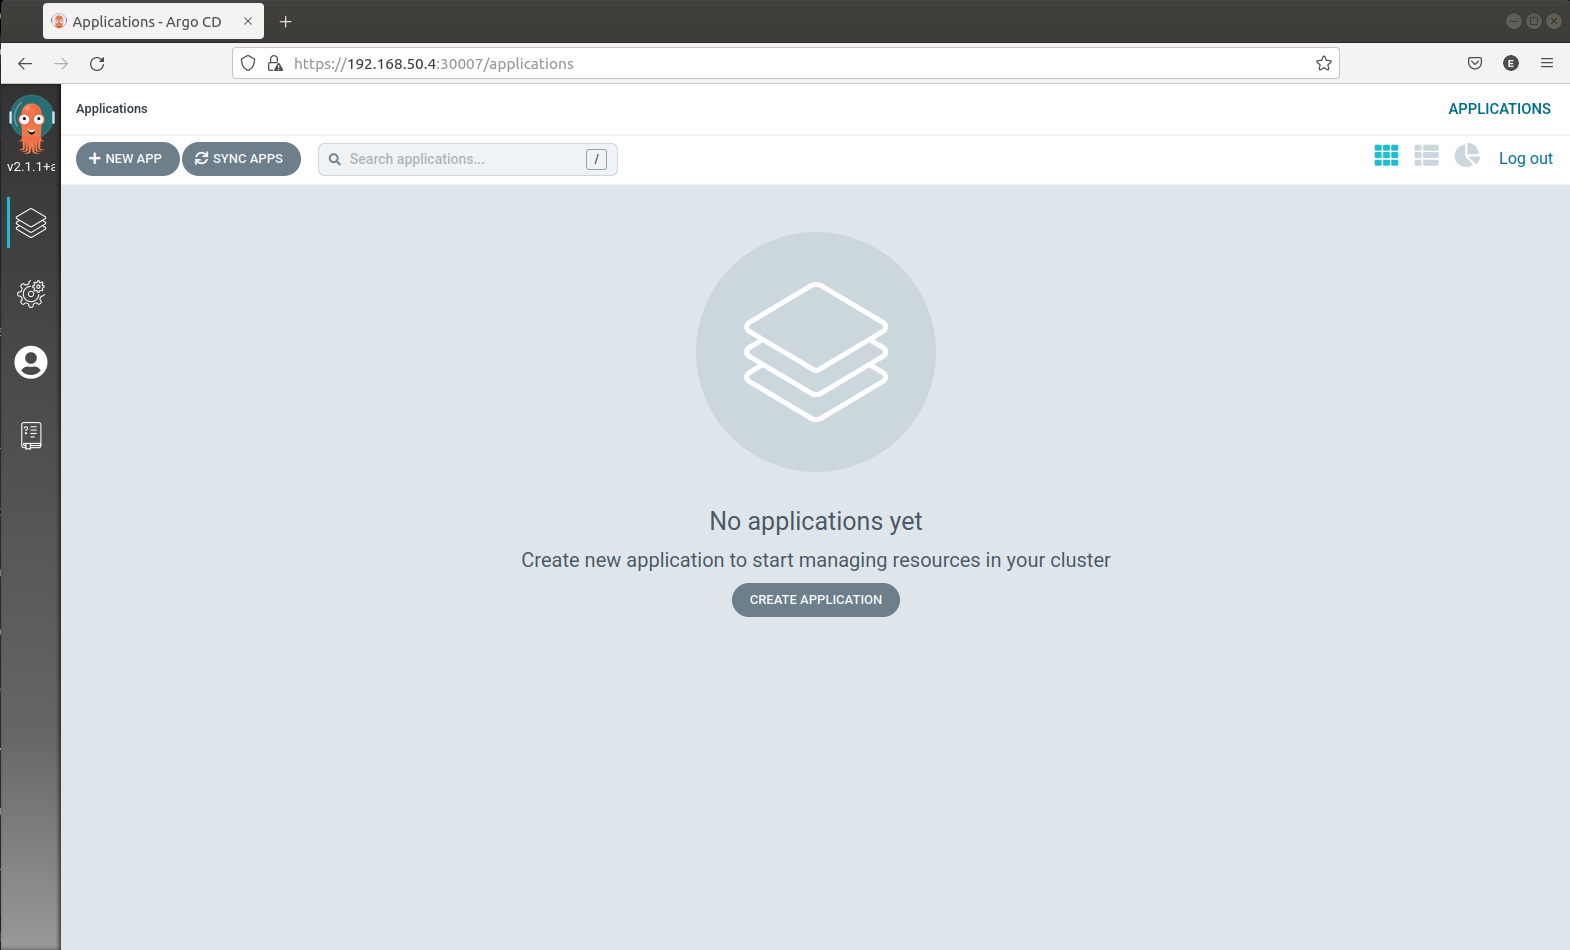 Applications - Argo CD
https://192.168.50.4:30007/applications
E
v2.1.1+a
Applications
APPLICATIONS
NEW APP
SYNC APPS
Search applications...
/
Log out
No applications yet
Create new application to start managing resources in your cluster
CREATE APPLICATION